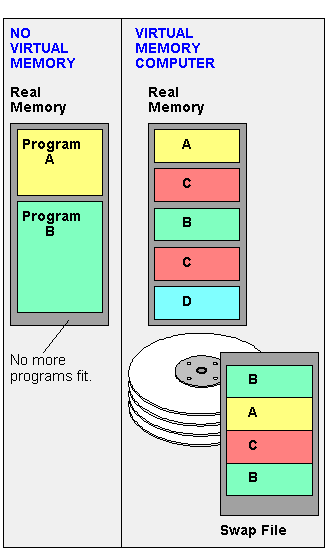 NO
VIRTUAL
MEMORY
Real
Memory
Program
A
Program
B
No more
programs fit.
VIRTUAL
MEMORY
COMPUTER
Real
Memory
A
C
B
C
D
B
A
C
B
Swap File